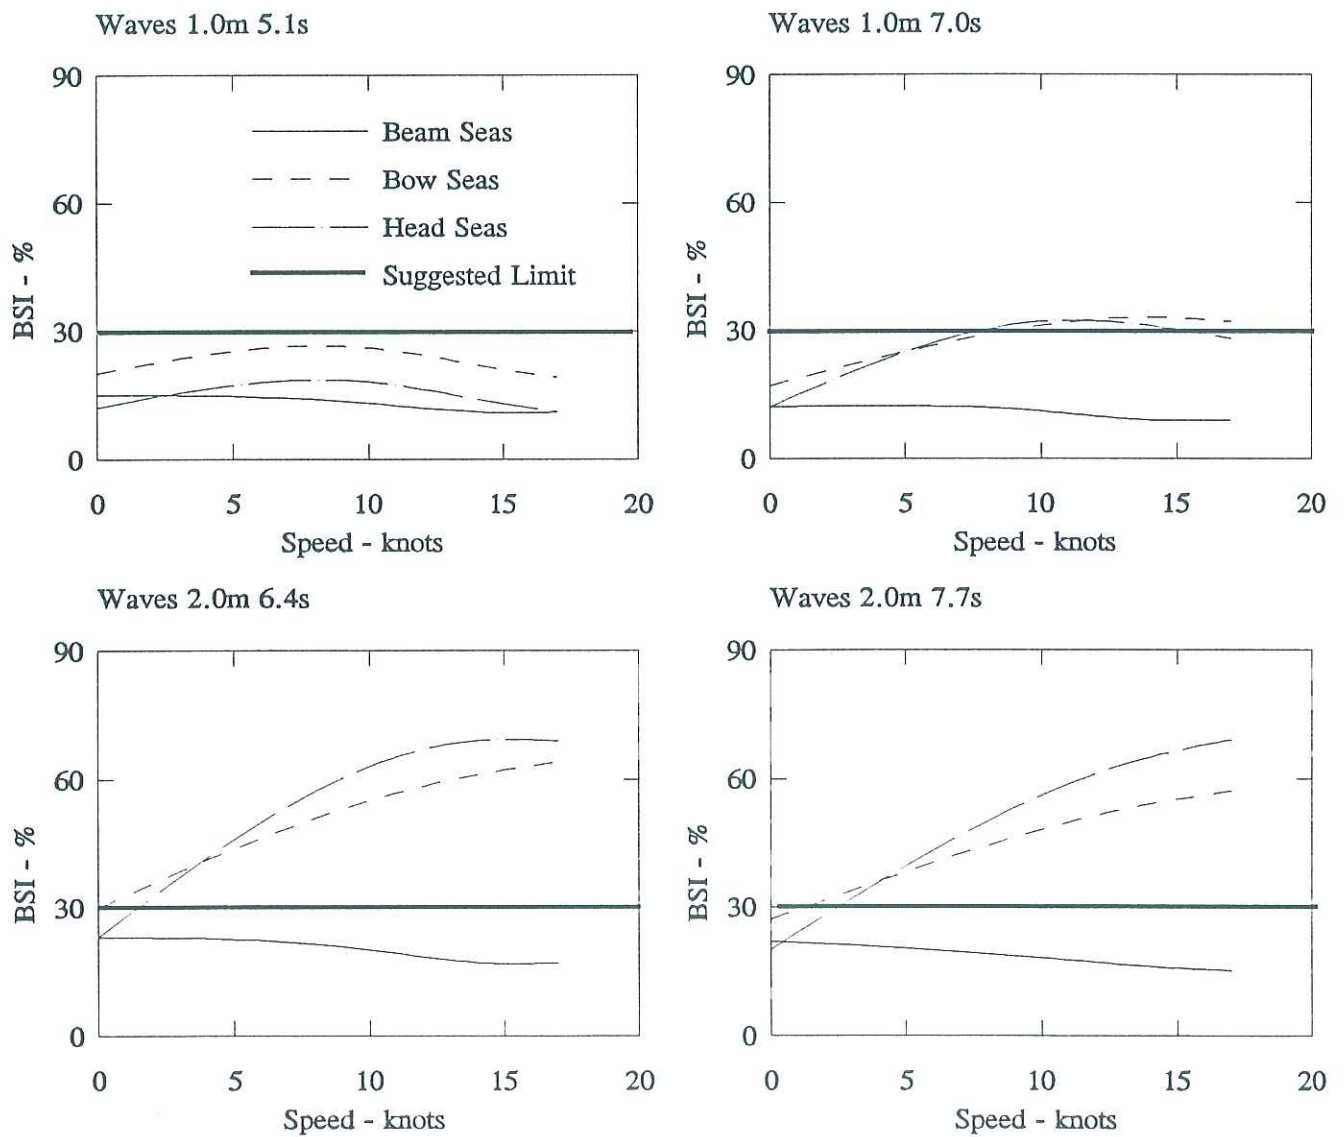 Waves 1.0m 5.1s
90
60
30
0
BSI - %
Beam Seas
Bow Seas
Head Seas
Suggested Limit
0 5 10 15 20
Speed - knots
Waves 1.0m 7.0s
90
60
30
0
BSI - %
0 5 10 15 20
Speed - knots
Waves 2.0m 6.4s
90
60
30
0
BSI - %
0 5 10 15 20
Speed - knots
Waves 2.0m 7.7s
90
60
30
0
BSI - %
0 5 10 15 20
Speed - knots